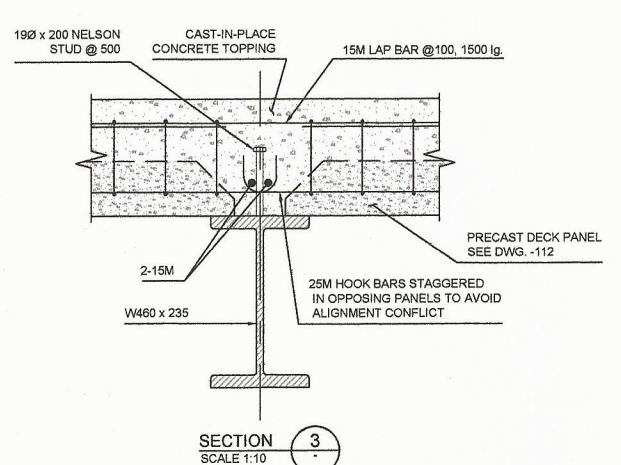 19Ø x 200 NELSON
STUD @ 500
CAST-IN-PLACE
CONCRETE TOPPING
15M LAP BAR @100, 1500 lg.
PRECAST DECK PANEL
SEE DWG. -112
2-15M
25M HOOK BARS STAGGERED
IN OPPOSING PANELS TO AVOID
ALIGNMENT CONFLICT
W460 x 235
SECTION
SCALE 1:10
3
-